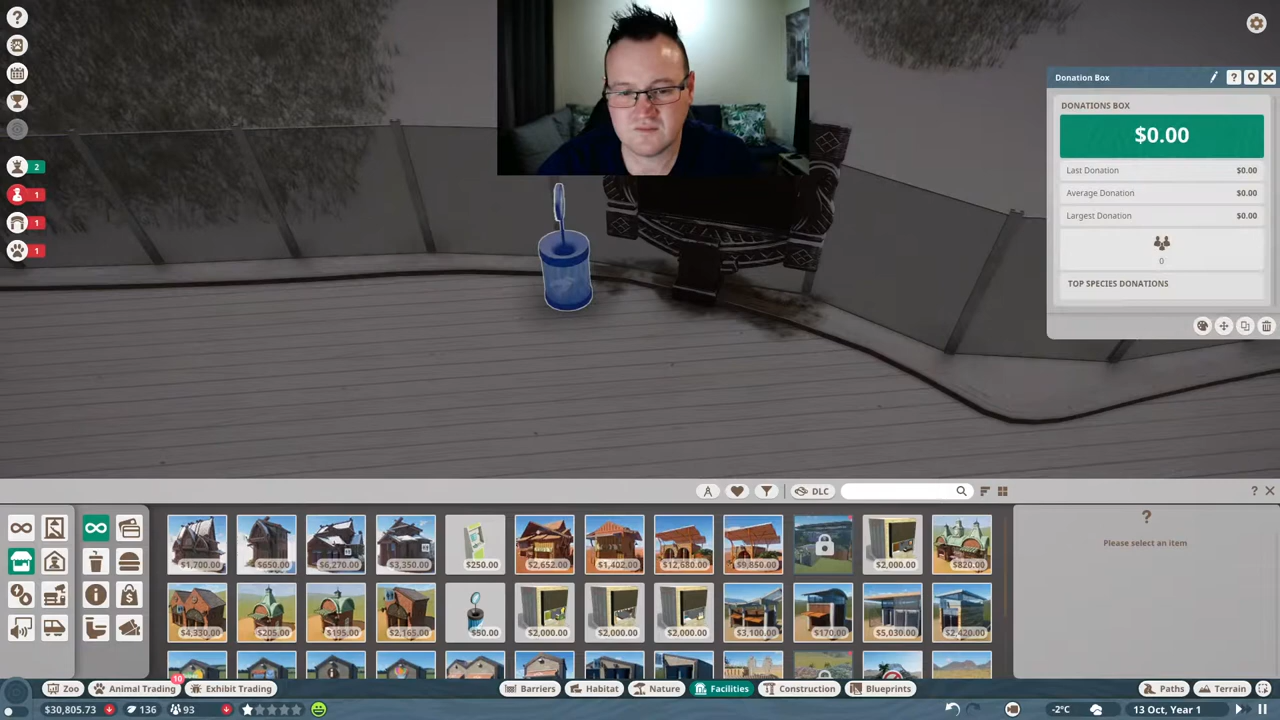 Donation Box
?
DONATIONS BOX
$0.00
Last Donation $0.00
Average Donation $0.00
Largest Donation $0.00
0
TOP SPECIES DONATIONS
?
2
1
1
1
DLC
?
$1,700.00 $650.00 $6,270.00 $3,350.00 $250.00 $2,652.00 $1,402.00 $12,680.00 $9,850.00 $2,000.00 $820.00
$4,330.00 $205.00 $195.00 $2,165.00 $50.00 $2,000.00 $2,000.00 $2,000.00 $3,100.00 $170.00 $5,030.00 $2,420.00
?
Please select an item
10
Zoo Animal Trading Exhibit Trading Barriers Habitat Nature Facilities Construction Blueprints Paths Terrain
$30,805.73 136 93 -2°C 13 Oct, Year 1